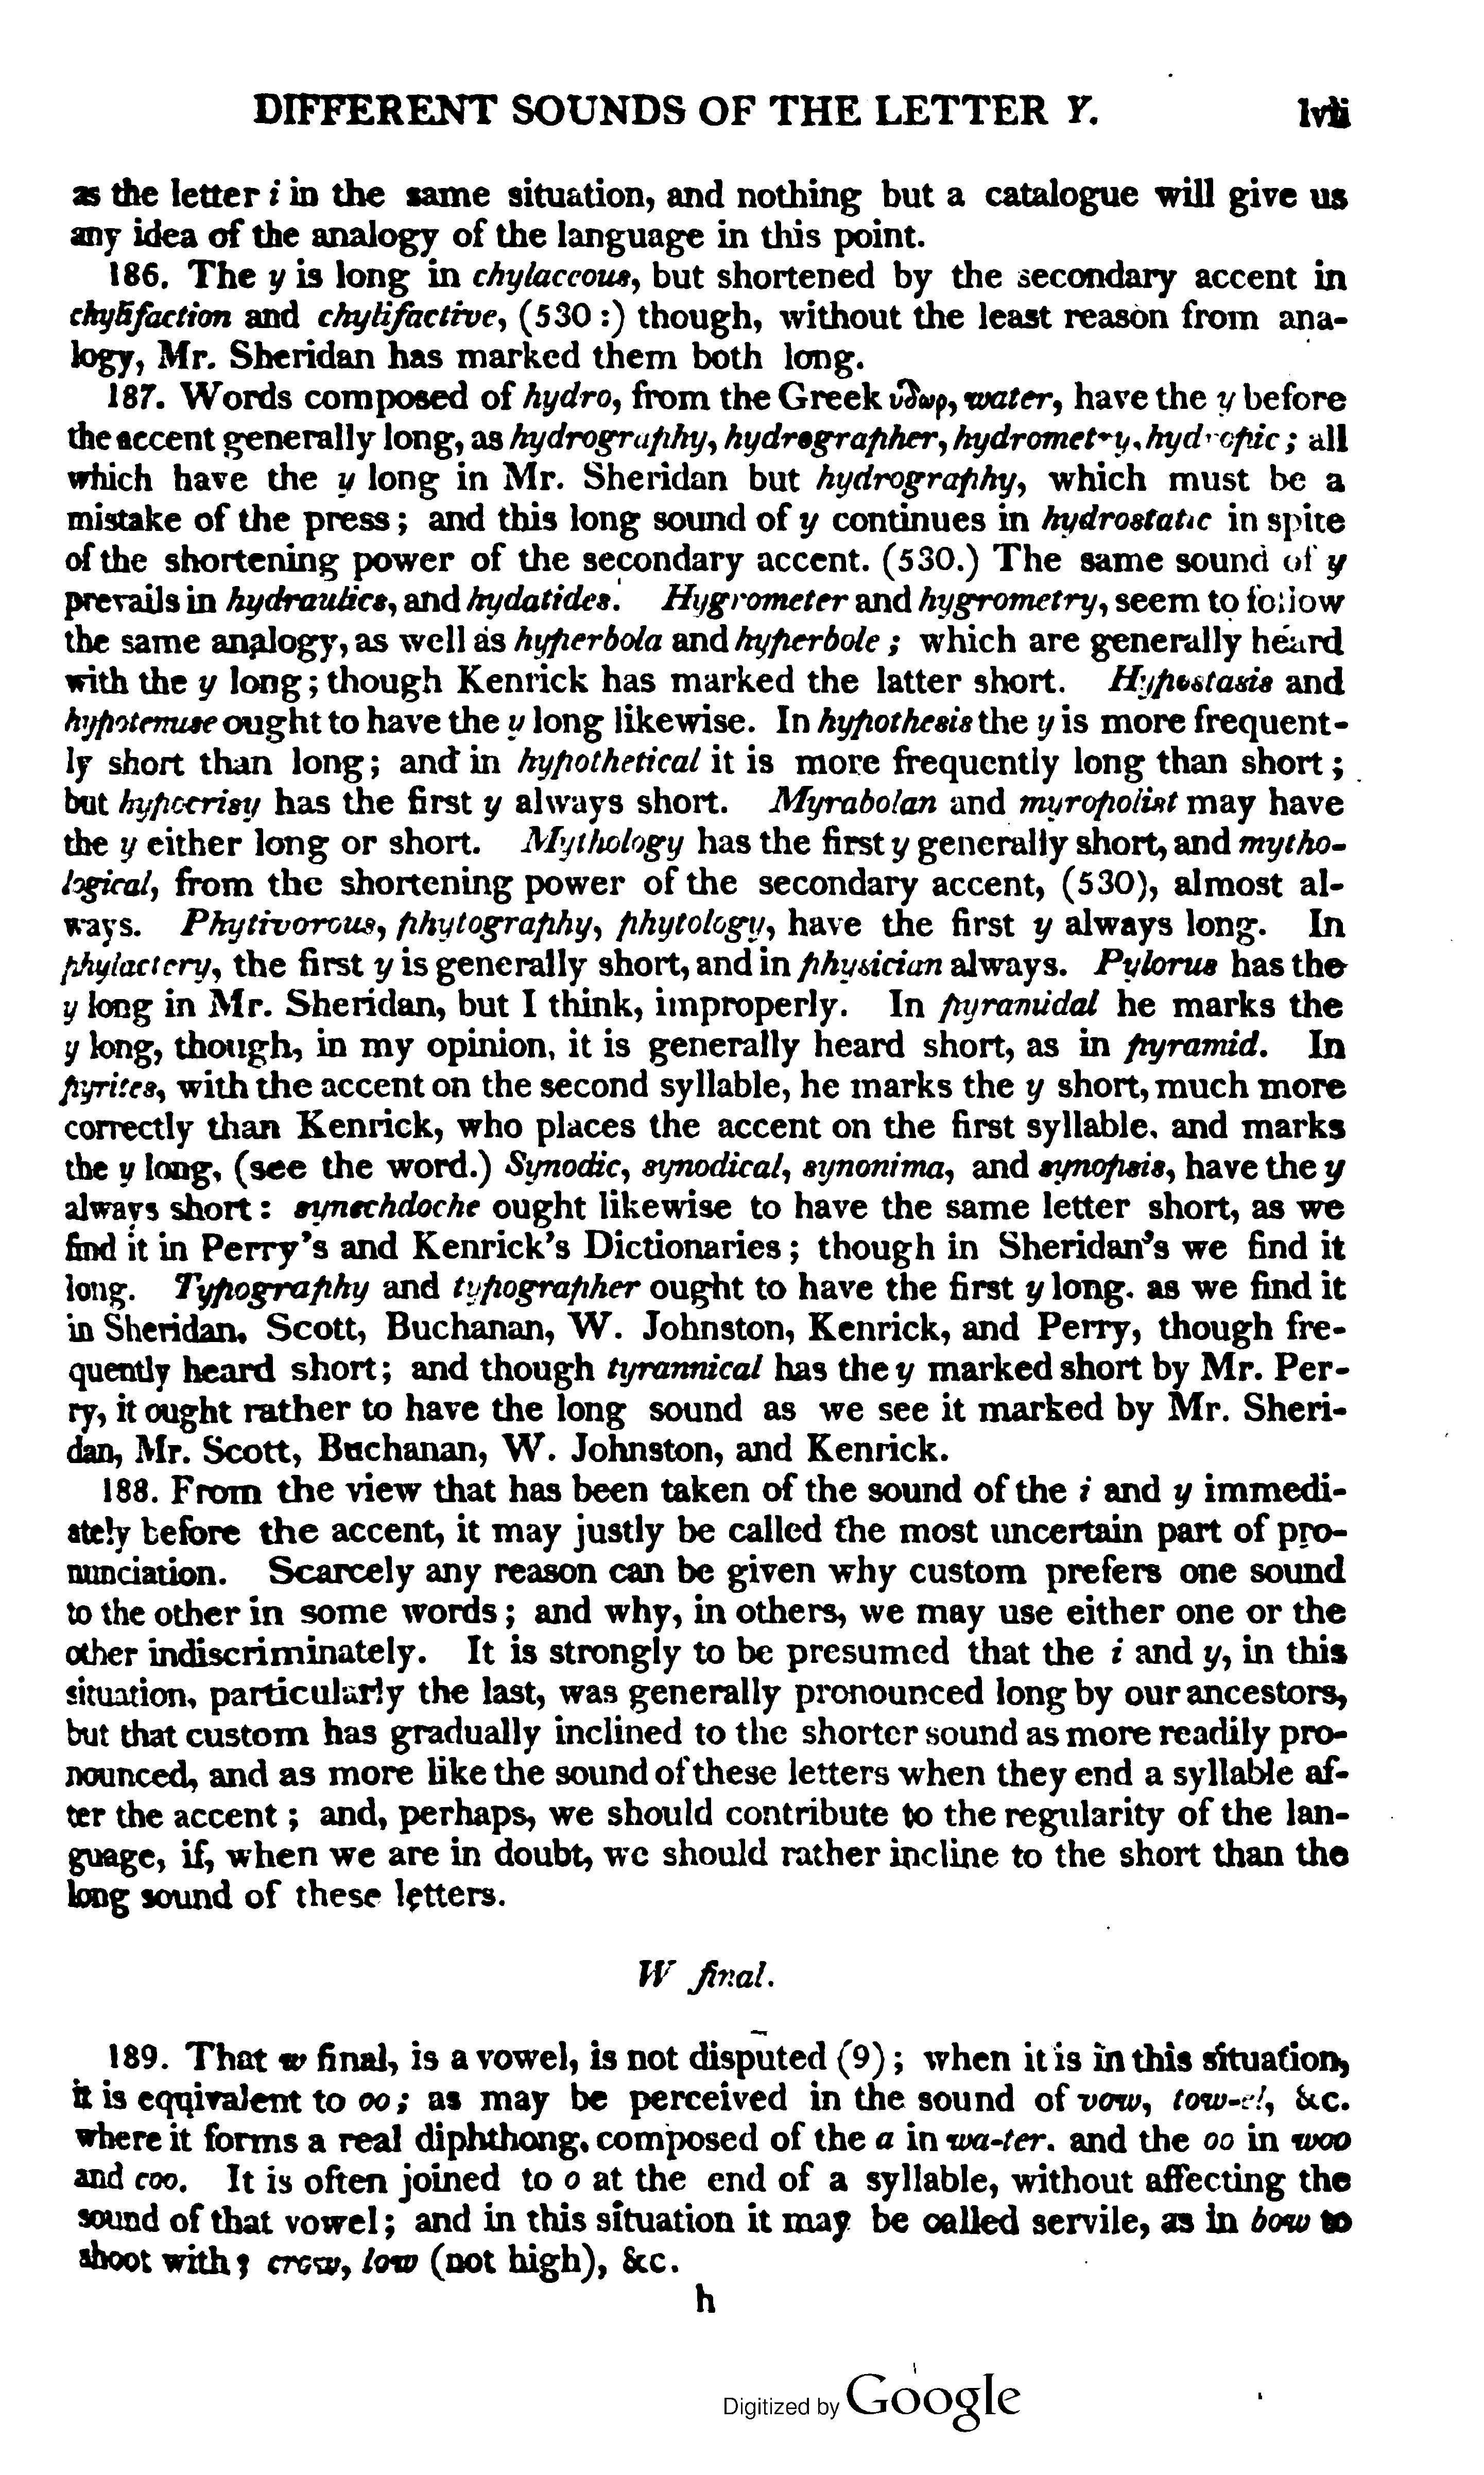 DIFFERENT SOUNDS OF THE LETTER Y. lvii
as the letter i in the same situation, and nothing but a catalogue will give us
any idea of the analogy of the language in this point.
186. The y is long in chylaceous, but shortened by the secondary accent in
chylifaction and chylifactive, (530 :) though, without the least reason from ana-
logy, Mr. Sheridan has marked them both long.
187. Words composed of hydro, from the Greek υδωρ, water, have the y before
the accent generally long, as hydrography, hydrographer, hydrometry, hydropic ; all
which have the y long in Mr. Sheridan but hydrography, which must be a
mistake of the press ; and this long sound of y continues in hydrostatic in spite
of the shortening power of the secondary accent. (530.) The same sound of y
prevails in hydraulics, and hydatides. Hygrometer and hygrometry, seem to follow
the same analogy, as well as hyperbola and hyperbole ; which are generally heard
with the y long ; though Kenrick has marked the latter short. Hypostasis and
hypotenuse ought to have the y long likewise. In hypothesis the y is more frequent-
ly short than long ; and in hypothetical it is more frequently long than short ;
but hypocrisy has the first y always short. Myrabolan and myropolist may have
the y either long or short. Mythology has the first y generally short, and mytho-
logical, from the shortening power of the secondary accent, (530), almost al-
ways. Phytivorous, phytography, phytology, have the first y always long. In
phylactery, the first y is generally short, and in physician always. Pylorus has the
y long in Mr. Sheridan, but I think, improperly. In pyramidal he marks the
y long, though, in my opinion, it is generally heard short, as in pyramid. In
pyrites, with the accent on the second syllable, he marks the y short, much more
correctly than Kenrick, who places the accent on the first syllable, and marks
the y long, (see the word.) Synodic, synodical, synonima, and synopsis, have the y
always short : synechdoche ought likewise to have the same letter short, as we
find it in Perry's and Kenrick's Dictionaries ; though in Sheridan's we find it
long. Typography and typographer ought to have the first y long, as we find it
in Sheridan, Scott, Buchanan, W. Johnston, Kenrick, and Perry, though fre-
quently heard short ; and though tyrannical has the y marked short by Mr. Per-
ry, it ought rather to have the long sound as we see it marked by Mr. Sheri-
dan, Mr. Scott, Buchanan, W. Johnston, and Kenrick.
188. From the view that has been taken of the sound of the i and y immedi-
ately before the accent, it may justly be called the most uncertain part of pro-
nunciation. Scarcely any reason can be given why custom prefers one sound
to the other in some words ; and why, in others, we may use either one or the
other indiscriminately. It is strongly to be presumed that the i and y, in this
situation, particularly the last, was generally pronounced long by our ancestors,
but that custom has gradually inclined to the shorter sound as more readily pro-
nounced, and as more like the sound of these letters when they end a syllable af-
ter the accent ; and, perhaps, we should contribute to the regularity of the lan-
guage, if, when we are in doubt, we should rather incline to the short than the
long sound of these letters.
W final.
189. That w final, is a vowel, is not disputed (9) ; when it is in this situation,
it is equivalent to oo ; as may be perceived in the sound of vow, tow-el, &c.
where it forms a real diphthong, composed of the a in wa-ter. and the oo in woo
and coo. It is often joined to o at the end of a syllable, without affecting the
sound of that vowel ; and in this situation it may be called servile, as in bow to
shoot with ; crow, low (not high), &c.
h
Digitized by Google